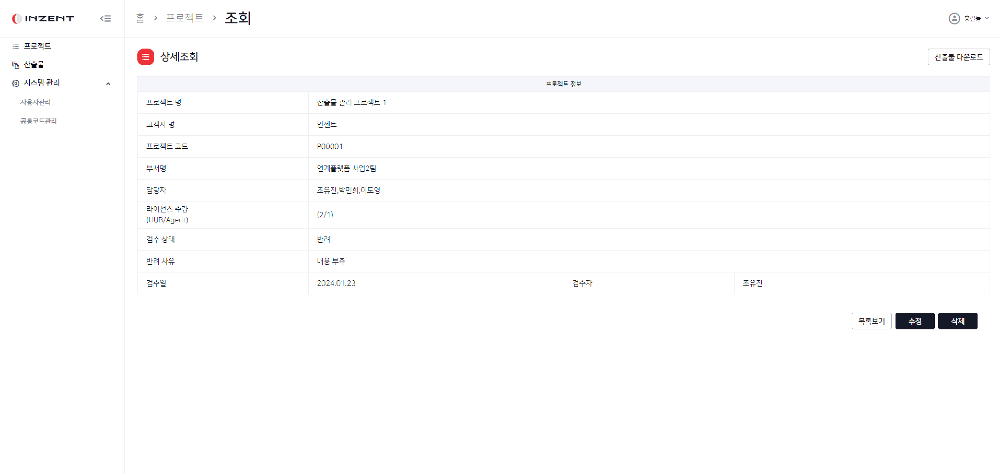 INZENT
홈 > 프로젝트 > 조회
홍길동
프로젝트
산출물
시스템 관리
사용자관리
공통코드관리
상세조회
산출물 다운로드
프로젝트 정보
프로젝트 명 산출물 관리 프로젝트 1
고객사 명 인젠트
프로젝트 코드 P00001
부서명 연계플랫폼 사업2팀
담당자 조유진,박민희,이도영
라이선스 수량
(HUB/Agent)
(2/1)
검수 상태 반려
반려 사유 내용 부족
검수일 2024.01.23 검수자 조유진
목록보기 수정 삭제